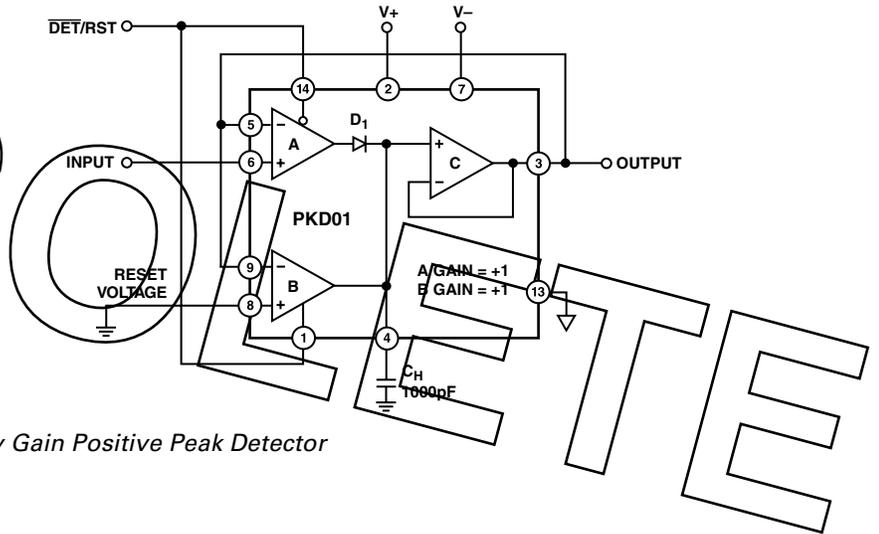 V+
V–
DET/RST
14
2
7
5
–
D1
A
+
C
3
OUTPUT
INPUT
6
+
–
PKD01
9
–
A GAIN = +1
B GAIN = +1
RESET
VOLTAGE
B
8
+
13
1
4
CH
1000pF
Gain Positive Peak Detector
OLETE